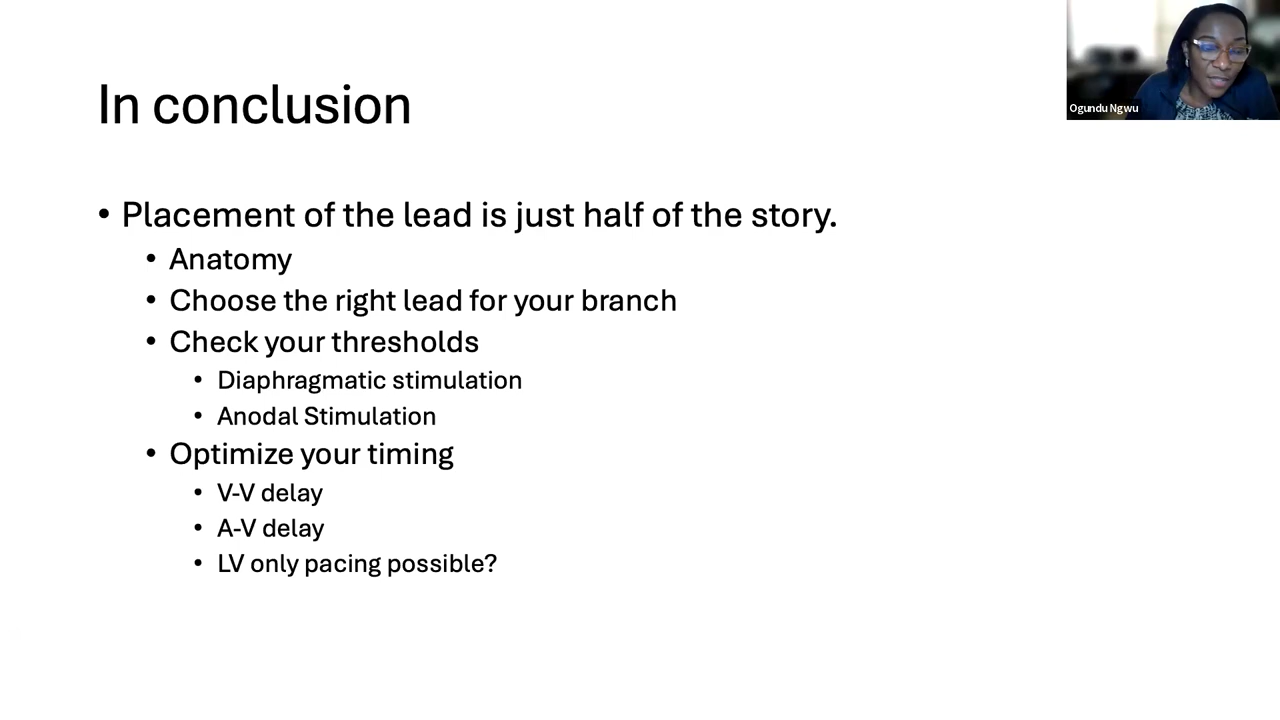 Ogundu Ngwu
In conclusion
• Placement of the lead is just half of the story.
• Anatomy
• Choose the right lead for your branch
• Check your thresholds
• Diaphragmatic stimulation
• Anodal Stimulation
• Optimize your timing
• V-V delay
• A-V delay
• LV only pacing possible?